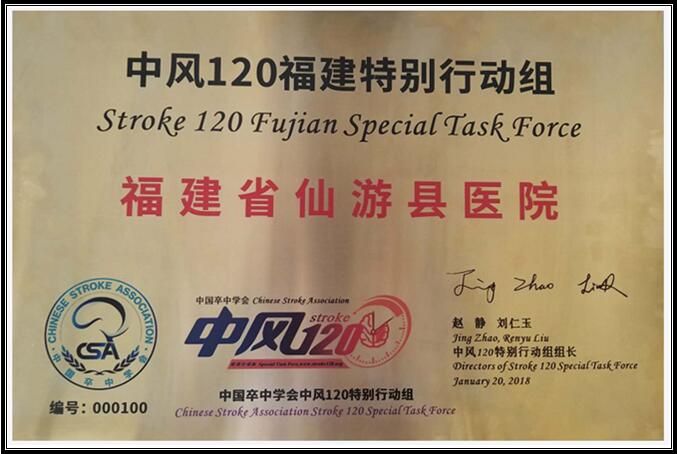 中风120福建特别行动组
Stroke 120 Fujian Special Task Force
福建省仙游县医院
CHINESE STROKE ASSOCIATION
CSA
中国卒中学会
编号：000100
中国卒中学会 Chinese Stroke Association
stroke
中风120
中国卒中学会中风120特别行动组
Chinese Stroke Association Stroke 120 Special Task Force
Jing Zhao
赵 静 刘仁玉
Jing Zhao, Renyu Liu
中风120特别行动组组长
Directors of Stroke 120 Special Task Force
January 20, 2018